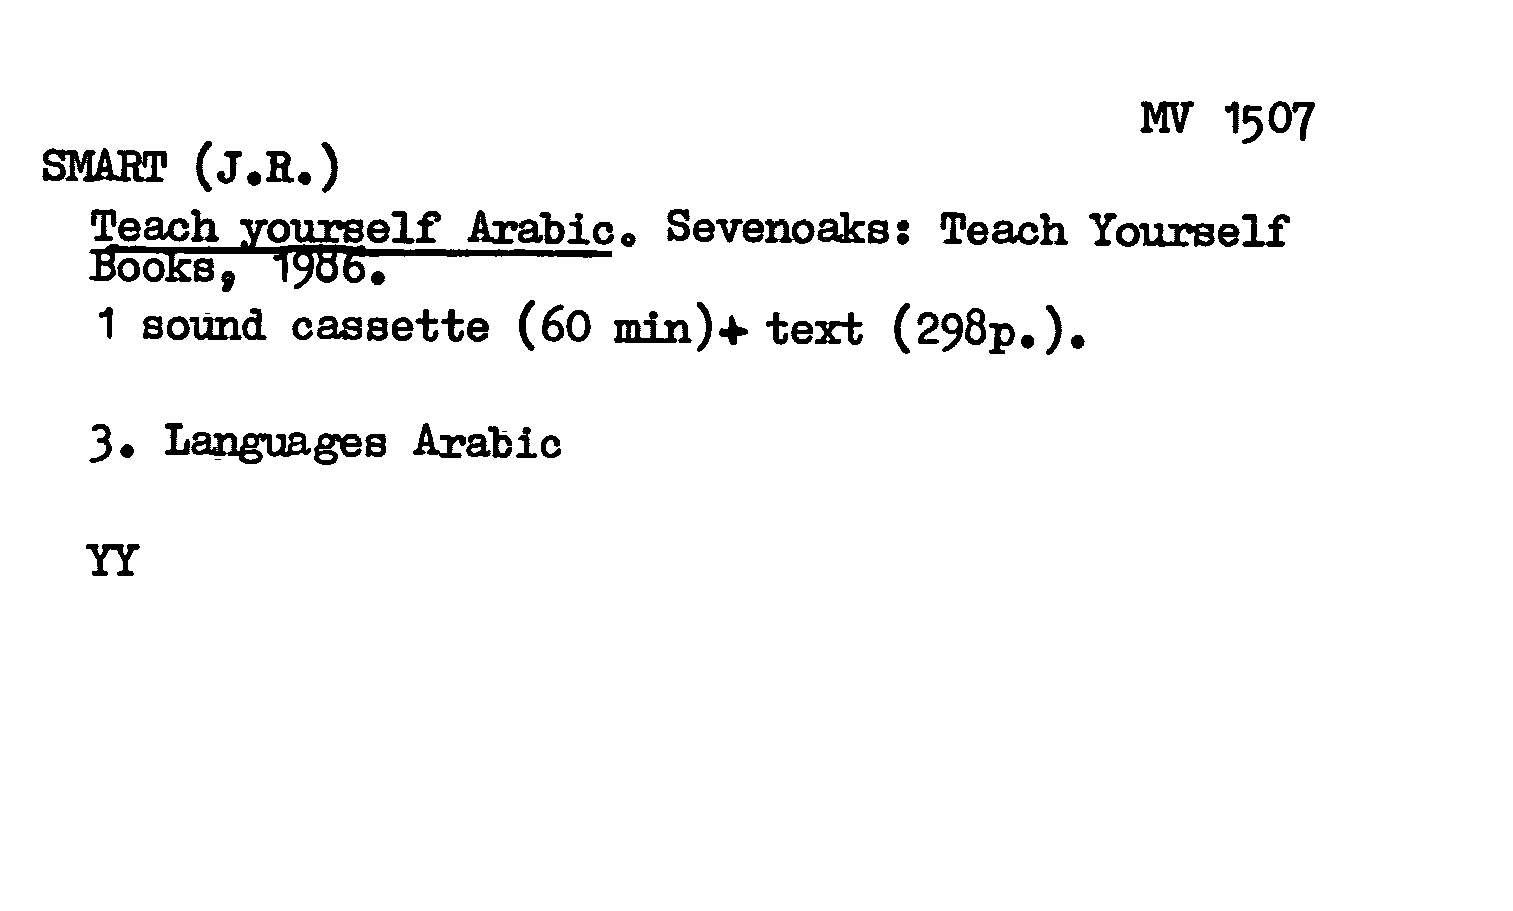 MV 1507
SMART (J.R.)
Teach yourself Arabic. Sevenoaks: Teach Yourself
Books, 1986.
1 sound cassette (60 min)+ text (298p.).
3. Languages Arabic
YY